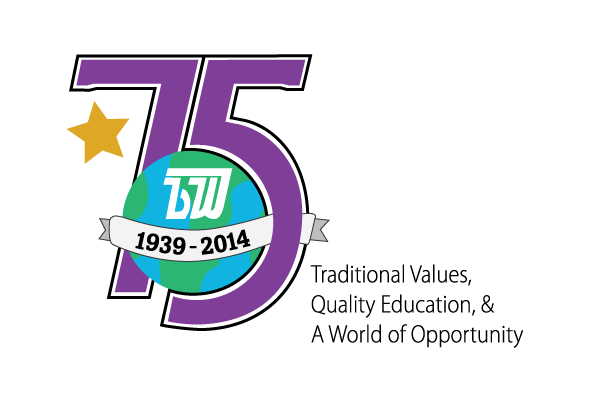 75
BW
1939 - 2014
Traditional Values,
Quality Education, &
A World of Opportunity